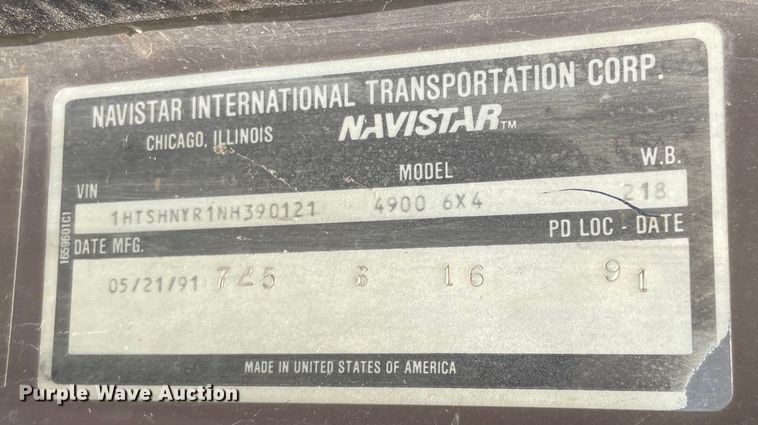 NAVISTAR INTERNATIONAL TRANSPORTATION CORP.
CHICAGO, ILLINOIS NAVISTAR™
VIN MODEL W.B.
1HTSHNYR1NH390121 4900 6X4 218
DATE MFG. PD LOC - DATE
05/21/91 725 6 16 91
MADE IN UNITED STATES OF AMERICA
1659601C1
Purple Wave Auction